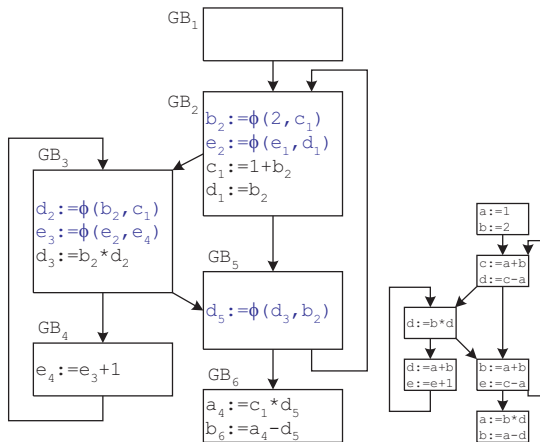 GB1
GB2
b2:=ϕ(2,c1)
e2:=ϕ(e1,d1)
c1:=1+b2
d1:=b2
GB3
d2:=ϕ(b2,c1)
e3:=ϕ(e2,e4)
d3:=b2*d2
GB4
e4:=e3+1
GB5
d5:=ϕ(d3,b2)
GB6
a4:=c1*d5
b6:=a4-d5
a:=1
b:=2
c:=a+b
d:=c-a
d:=b*d
d:=a+b
e:=e+1
b:=a+b
e:=c-a
a:=b*d
b:=a-d